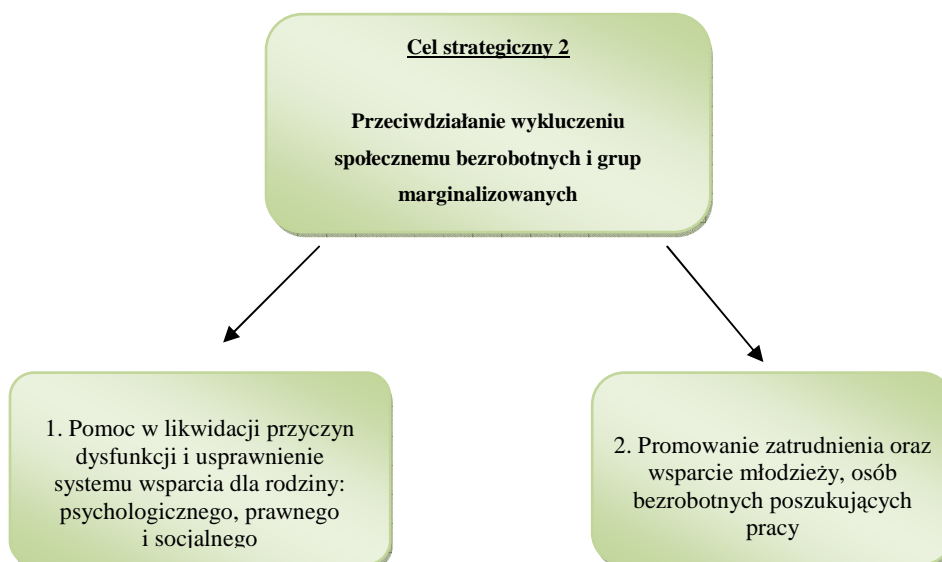 Cel strategiczny 2
Przeciwdziałanie wykluczeniu
społecznemu bezrobotnych i grup
marginalizowanych
1. Pomoc w likwidacji przyczyn
dysfunkcji i usprawnienie
systemu wsparcia dla rodziny:
psychologicznego, prawnego
i socjalnego
2. Promowanie zatrudnienia oraz
wsparcie młodzieży, osób
bezrobotnych poszukujących
pracy